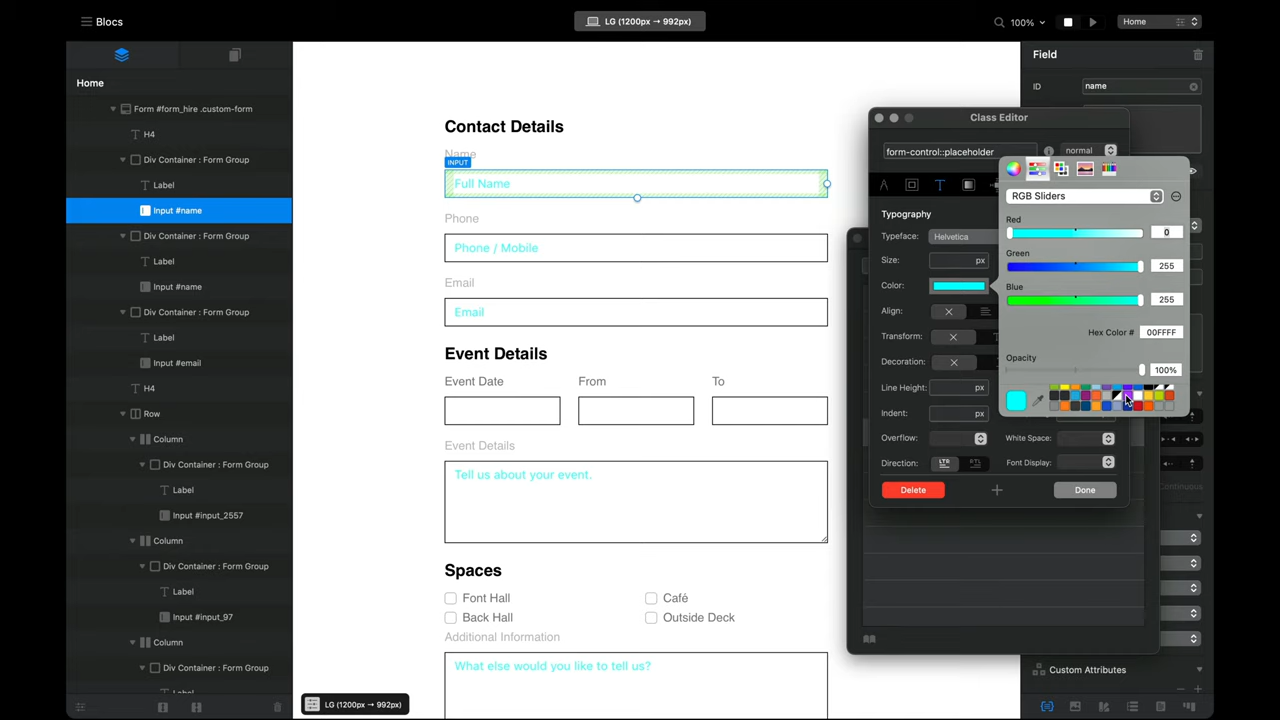 Blocs
LG (1200px → 992px)
100%
Home
Home
Form #form_hire .custom-form
H4
Div Container : Form Group
Label
Input #name
Div Container : Form Group
Label
Input #name
Div Container : Form Group
Label
Input #email
H4
Row
Column
Div Container : Form Group
Label
Input #input_2557
Column
Div Container : Form Group
Label
Input #input_97
Column
Div Container : Form Group
Contact Details
Name
INPUT
Full Name
Phone
Phone / Mobile
Email
Email
Event Details
Event Date From To
Event Details
Tell us about your event.
Spaces
Font Hall Café
Back Hall Outside Deck
Additional Information
What else would you like to tell us?
LG (1200px → 992px)
Field
ID name
Class Editor
form-control::placeholder normal
Typography
Typeface: Helvetica
Size: px
Color:
Align:
Transform:
Decoration:
Line Height: px
Indent: px
Overflow: White Space:
Direction: LTR RTL Font Display:
Delete Done
RGB Sliders
Red
0
Green
255
Blue
255
Hex Color # 00FFFF
Opacity
100%
Custom Attributes